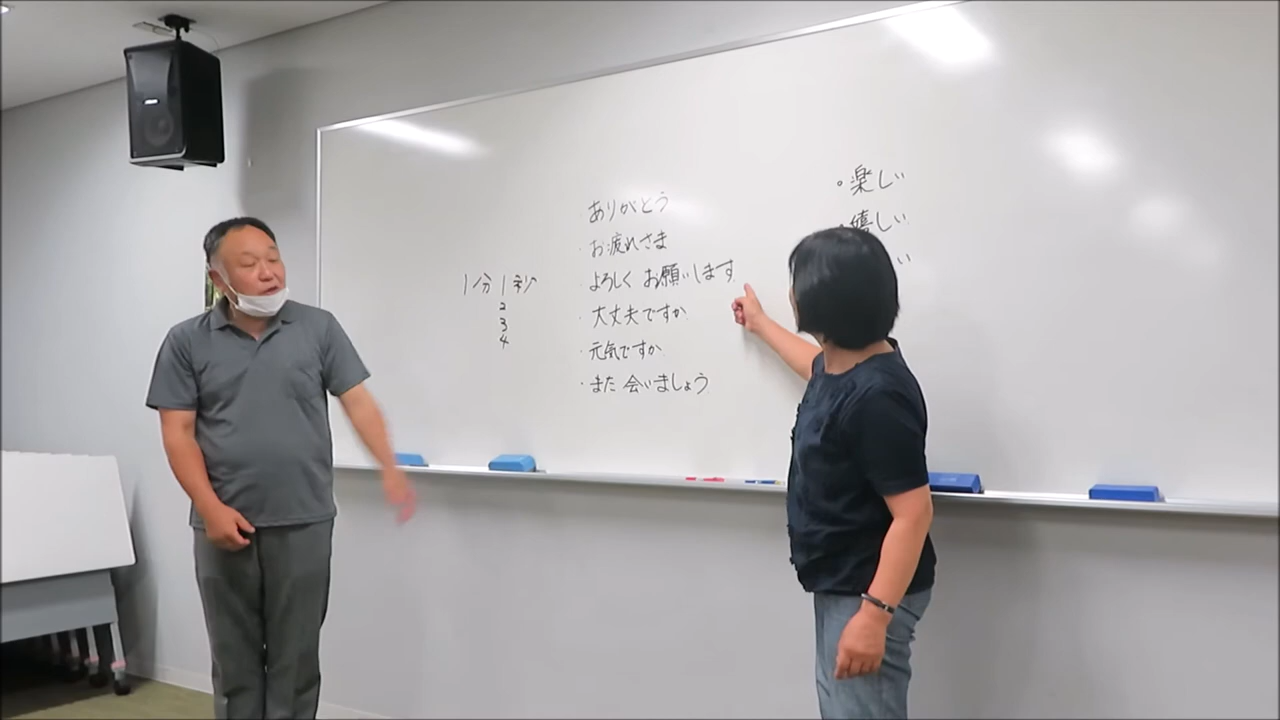 1分1秒
2
3
4
ありがとう
・お疲れさま
・よろしく お願いします
・大丈夫ですか
・元気ですか
・また 会いましょう
・楽しい
・嬉しい
い